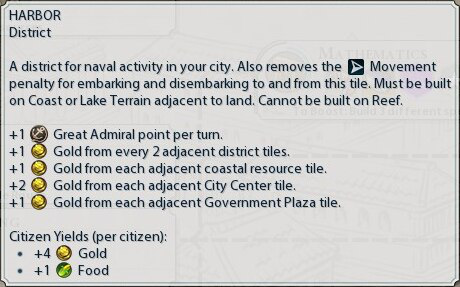 HARBOR
District
A district for naval activity in your city. Also removes the Movement
penalty for embarking and disembarking to and from this tile. Must be built
on Coast or Lake Terrain adjacent to land. Cannot be built on Reef.
+1 Great Admiral point per turn.
+1 Gold from every 2 adjacent district tiles.
+1 Gold from each adjacent coastal resource tile.
+2 Gold from each adjacent City Center tile.
+1 Gold from each adjacent Government Plaza tile.
Citizen Yields (per citizen):
• +4 Gold
• +1 Food
MATHEMATICS